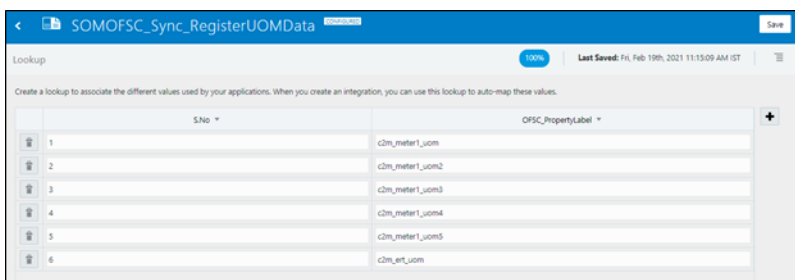 SOMOFSC_Sync_RegisterUOMData CONFIGURED Save
Lookup 100% Last Saved: Fri, Feb 19th, 2021 11:15:09 AM IST
Create a lookup to associate the different values used by your applications. When you create an integration, you can use this lookup to auto-map these values.
S.No OFSC_PropertyLabel
1 c2m_meter1_uom
2 c2m_meter1_uom2
3 c2m_meter1_uom3
4 c2m_meter1_uom4
5 c2m_meter1_uom5
6 c2m_ert_uom